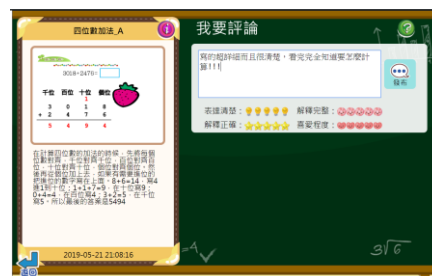 四位數加法_A
3018+2476=
千位 百位 十位 個位
1
3 0 1 8
+ 2 4 7 6
5 4 9 4
在計算四位數的加法的時候，先將每個
位數對齊，千位對齊千位，百位對齊百
位，十位對齊十位，個位對齊個位。然
後再從個位加上去，如果有需要進位的
把進位的數字寫在上面。8+6=14，寫4
進1到十位；1+1+7=9，在十位寫9；
0+4=4，在百位寫4；3+2=5，在千位
寫5。所以最後的答案是5494
2019-05-21 21:08:16
我要評論
寫的超詳細而且很清楚，看完完全知道要怎麼計
算!!!
發布
表達清楚：
解釋完整：
解釋正確：
喜愛程度：
=4
3√6